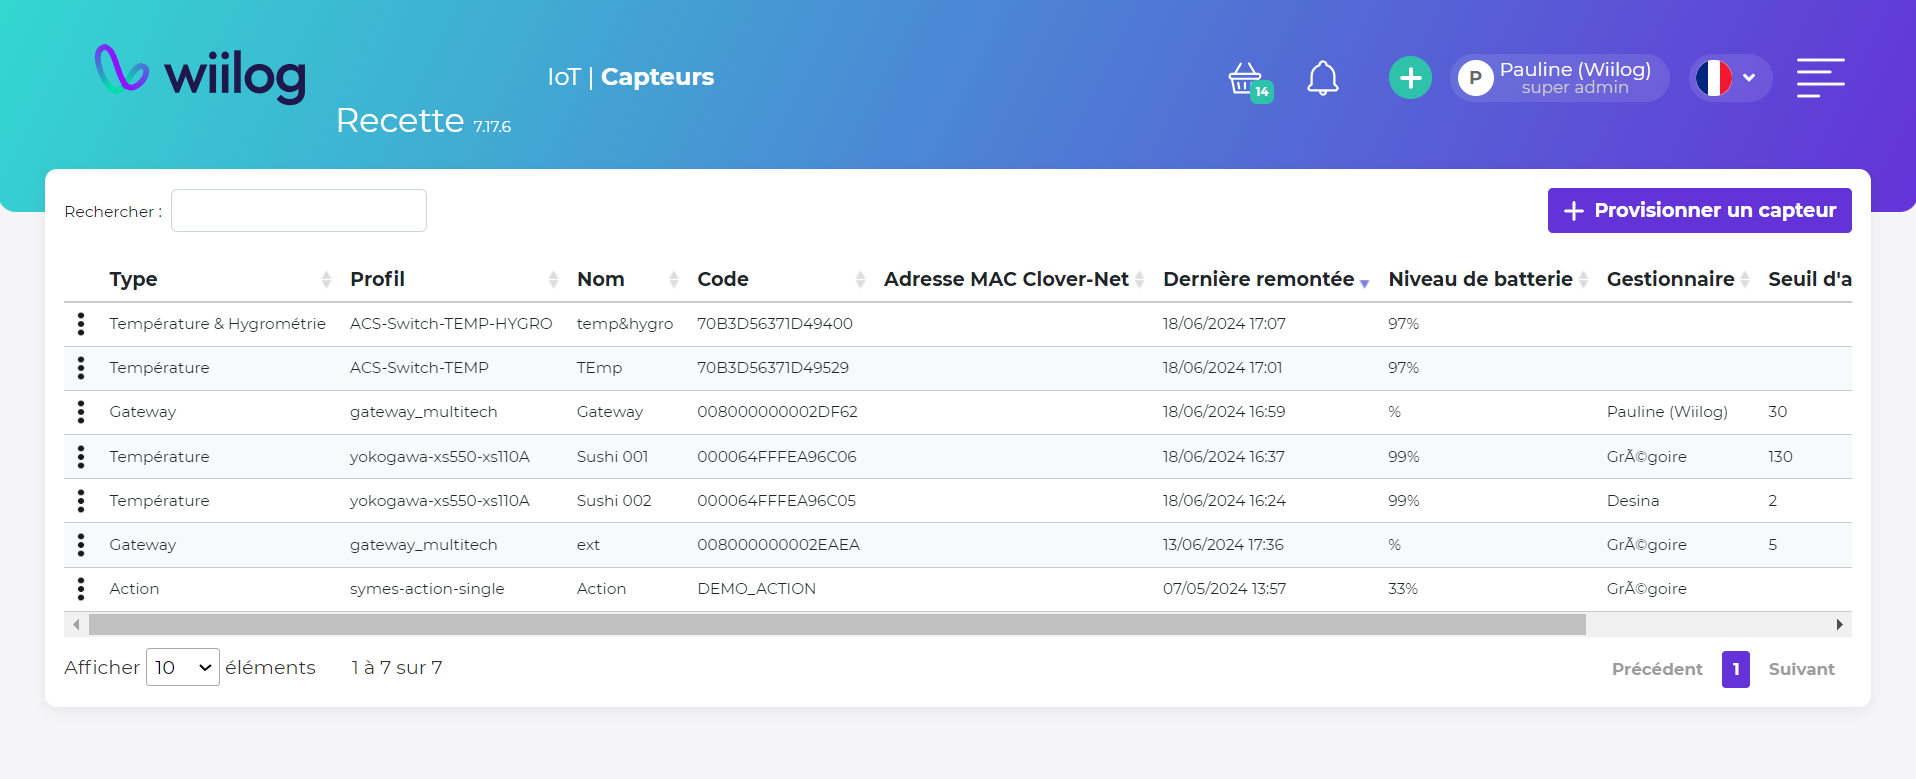 wiilog
IoT | Capteurs
14
P
Pauline (Wiilog)
super admin
Recette 7.17.6
Rechercher :
Provisionner un capteur
Type Profil Nom Code Adresse MAC Clover-Net Dernière remontée Niveau de batterie Gestionnaire Seuil d'a
Température & Hygrométrie ACS-Switch-TEMP-HYGRO temp&hygro 70B3D56371D49400 18/06/2024 17:07 97%
Température ACS-Switch-TEMP TEmp 70B3D56371D49529 18/06/2024 17:01 97%
Gateway gateway_multitech Gateway 008000000002DF62 18/06/2024 16:59 % Pauline (Wiilog) 30
Température yokogawa-xs550-xs110A Sushi 001 000064FFFEA96C06 18/06/2024 16:37 99% GrÃ©goire 130
Température yokogawa-xs550-xs110A Sushi 002 000064FFFEA96C05 18/06/2024 16:24 99% Desina 2
Gateway gateway_multitech ext 008000000002EAEA 13/06/2024 17:36 % GrÃ©goire 5
Action symes-action-single Action DEMO_ACTION 07/05/2024 13:57 33% GrÃ©goire
Afficher 10 éléments 1 à 7 sur 7
Précédent 1 Suivant